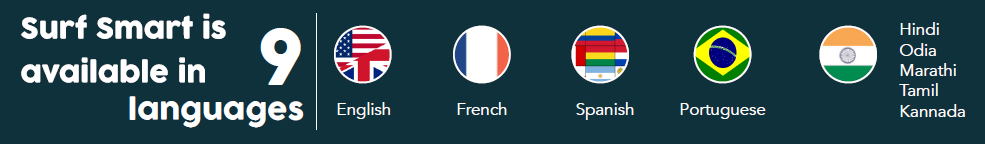 Surf Smart is
available in 9
languages
English
French
Spanish
Portuguese
Hindi
Odia
Marathi
Tamil
Kannada